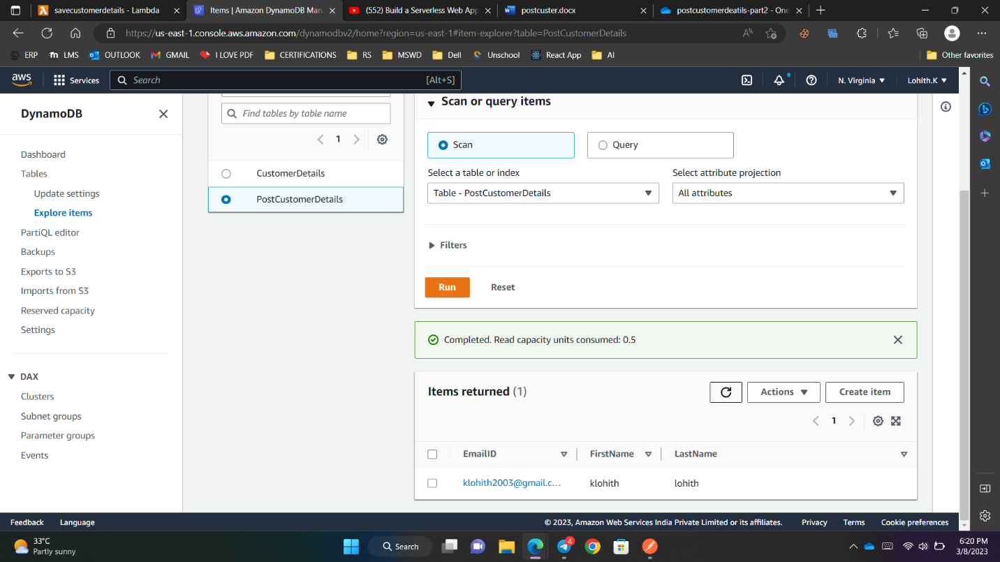 savecustomerdetails - Lambda
Items | Amazon DynamoDB Man
(552) Build a Serverless Web App
postcuster.docx
postcustomerdeatils-part2 - One
https://us-east-1.console.aws.amazon.com/dynamodbv2/home?region=us-east-1#item-explorer?table=PostCustomerDetails
ERP
LMS
OUTLOOK
GMAIL
I LOVE PDF
CERTIFICATIONS
RS
MSWD
Dell
Unschool
React App
AI
Other favorites
aws
Services
Search
[Alt+S]
N. Virginia
Lohith.K
DynamoDB
Dashboard
Tables
Update settings
Explore items
PartiQL editor
Backups
Exports to S3
Imports from S3
Reserved capacity
Settings
DAX
Clusters
Subnet groups
Parameter groups
Events
Find tables by table name
1
CustomerDetails
PostCustomerDetails
Scan or query items
Scan
Query
Select a table or index
Select attribute projection
Table - PostCustomerDetails
All attributes
Filters
Run
Reset
Completed. Read capacity units consumed: 0.5
Items returned (1)
Actions
Create item
1
EmailID
FirstName
LastName
klohith2003@gmail.c...
klohith
lohith
Feedback
Language
© 2023, Amazon Web Services India Private Limited or its affiliates.
Privacy
Terms
Cookie preferences
33°C
Partly sunny
Search
4
6:20 PM
3/8/2023